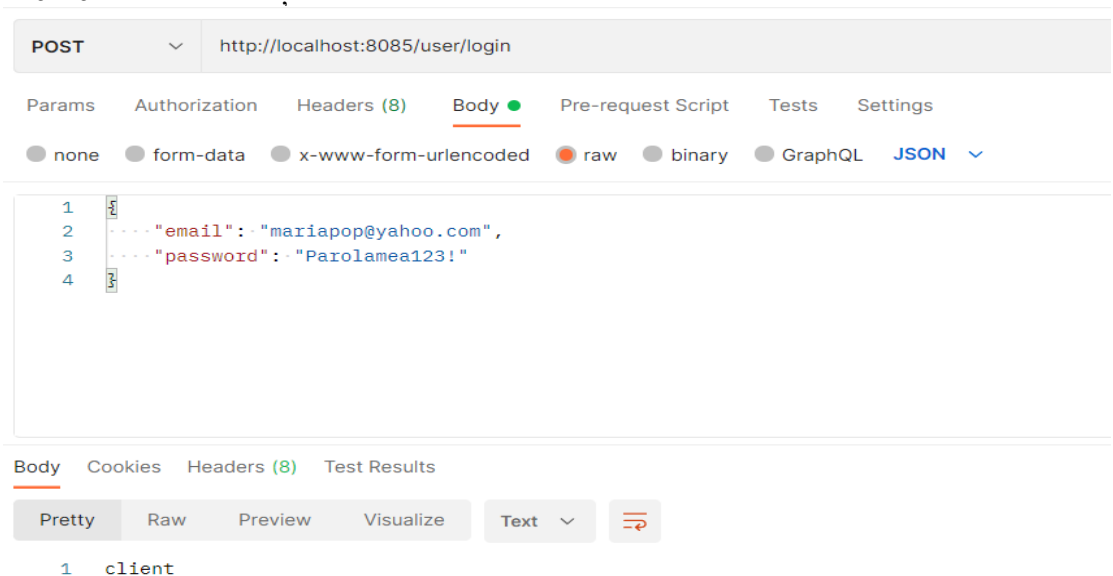 POST http://localhost:8085/user/login
Params Authorization Headers (8) Body Pre-request Script Tests Settings
none form-data x-www-form-urlencoded raw binary GraphQL JSON
1 {
2 ····"email":·"mariapop@yahoo.com",
3 ····"password":·"Parolamea123!"
4 }
Body Cookies Headers (8) Test Results
Pretty Raw Preview Visualize Text
1 client